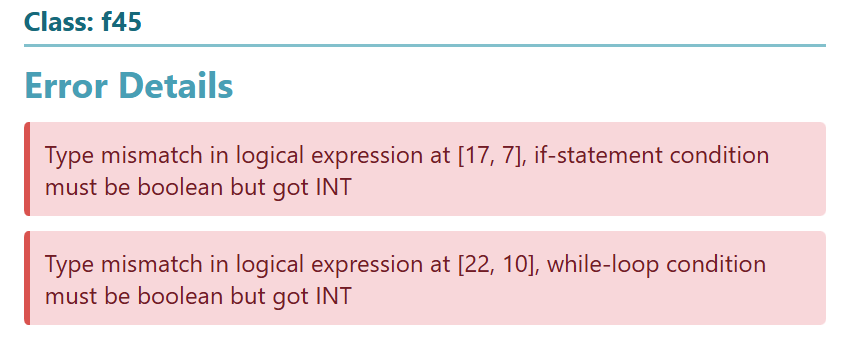 Class: f45
Error Details
Type mismatch in logical expression at [17, 7], if-statement condition
must be boolean but got INT
Type mismatch in logical expression at [22, 10], while-loop condition
must be boolean but got INT